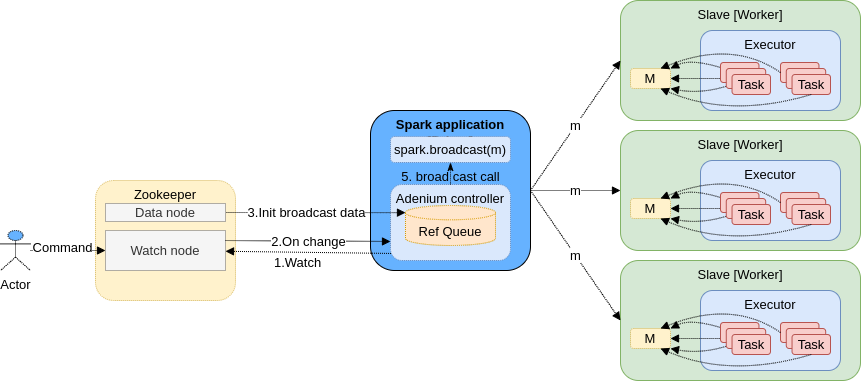 Actor
Command
Zookeeper
Data node
Watch node
3.Init broadcast data
2.On change
1.Watch
Spark application
spark.broadcast(m)
5. broad cast call
Adenium controller
Ref Queue
m
m
m
Slave [Worker]
Executor
M
Task
Task
Slave [Worker]
Executor
M
Task
Task
Slave [Worker]
Executor
M
Task
Task